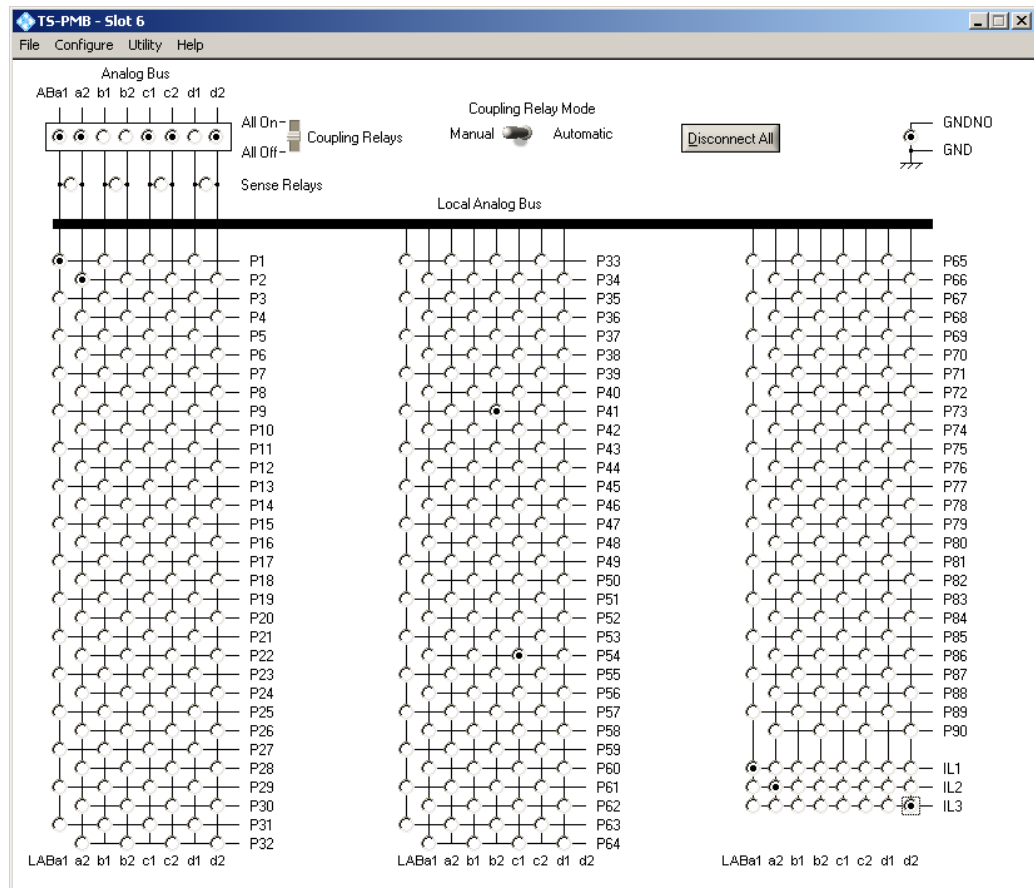 TS-PMB - Slot 6
File Configure Utility Help
Analog Bus
ABa1 a2 b1 b2 c1 c2 d1 d2
All On
All Off
Coupling Relays
Coupling Relay Mode
Manual Automatic
Disconnect All
GNDNO
GND
Sense Relays
Local Analog Bus
P1 P33 P65
P2 P34 P66
P3 P35 P67
P4 P36 P68
P5 P37 P69
P6 P38 P70
P7 P39 P71
P8 P40 P72
P9 P41 P73
P10 P42 P74
P11 P43 P75
P12 P44 P76
P13 P45 P77
P14 P46 P78
P15 P47 P79
P16 P48 P80
P17 P49 P81
P18 P50 P82
P19 P51 P83
P20 P52 P84
P21 P53 P85
P22 P54 P86
P23 P55 P87
P24 P56 P88
P25 P57 P89
P26 P58 P90
P27 P59
P28 P60 IL1
P29 P61 IL2
P30 P62 IL3
P31 P63
P32 P64
LABa1 a2 b1 b2 c1 c2 d1 d2 LABa1 a2 b1 b2 c1 c2 d1 d2 LABa1 a2 b1 b2 c1 c2 d1 d2